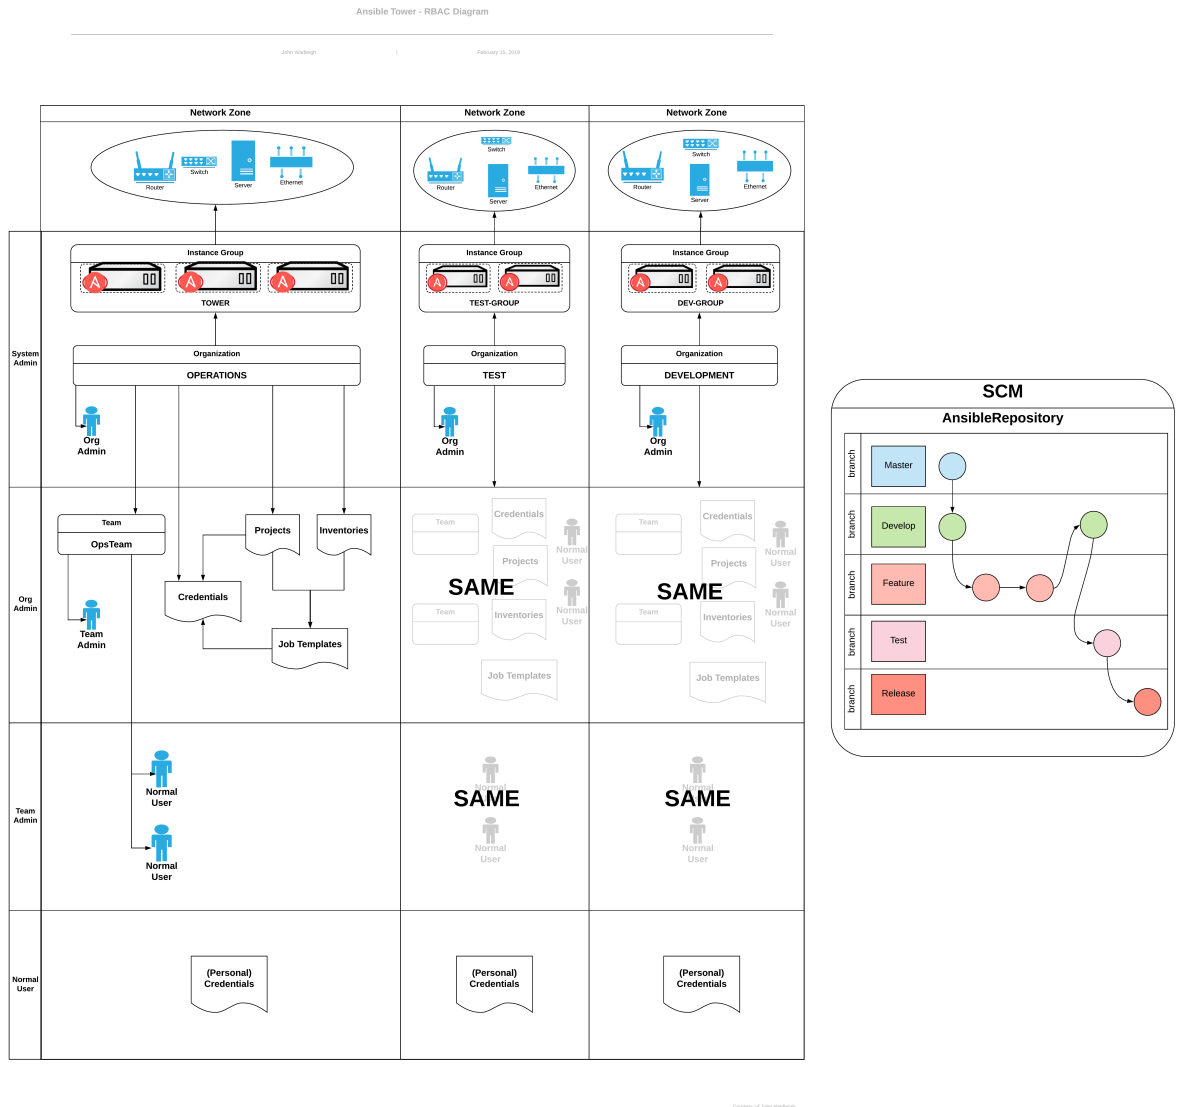 Ansible Tower - RBAC Diagram
John Wadleigh | February 15, 2019
Network Zone
Network Zone
Network Zone
Router
Switch
Server
Ethernet
Router
Switch
Server
Ethernet
Router
Switch
Server
Ethernet
System
Admin
Instance Group
TOWER
Instance Group
TEST-GROUP
Instance Group
DEV-GROUP
Organization
OPERATIONS
Organization
TEST
Organization
DEVELOPMENT
Org
Admin
Org
Admin
Org
Admin
Org
Admin
Team
OpsTeam
Projects
Inventories
Credentials
Team
Admin
Job Templates
Team
Credentials
Normal
User
Projects
SAME
Team
Inventories
Normal
User
Job Templates
Team
Credentials
Normal
User
Projects
SAME
Team
Inventories
Normal
User
Job Templates
Team
Admin
Normal
User
Normal
User
Normal
SAME
Normal
User
SAME
Normal
User
Normal
User
(Personal)
Credentials
(Personal)
Credentials
(Personal)
Credentials
SCM
AnsibleRepository
branch
Master
branch
Develop
branch
Feature
branch
Test
branch
Release
Courtesy of John Wadleigh